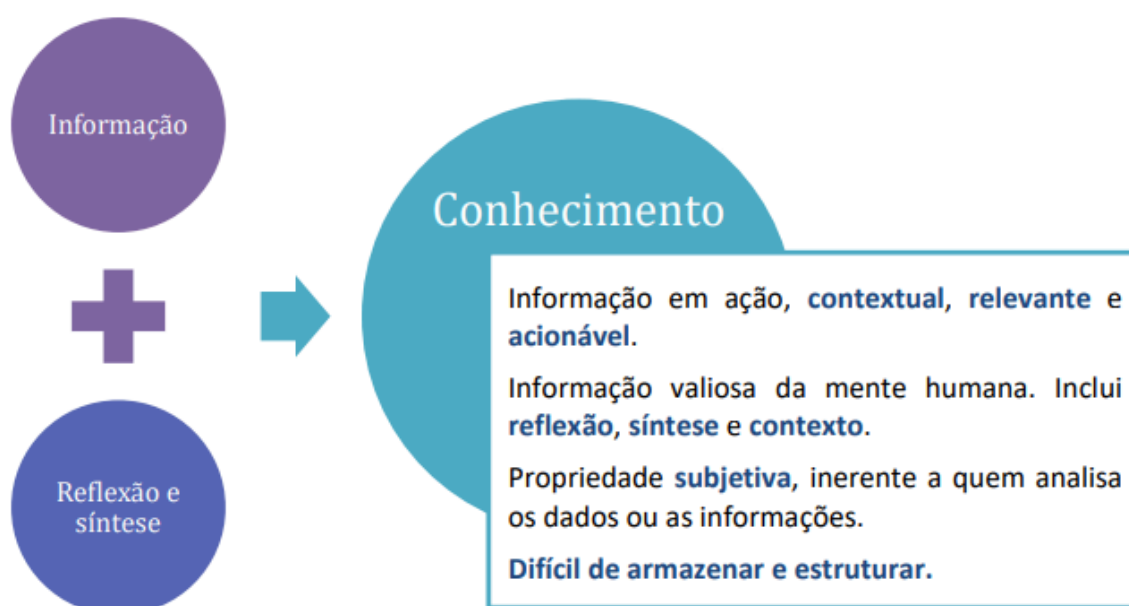 Informação
Reflexão e
síntese
Conhecimento
Informação em ação, contextual, relevante e
acionável.
Informação valiosa da mente humana. Inclui
reflexão, síntese e contexto.
Propriedade subjetiva, inerente a quem analisa
os dados ou as informações.
Difícil de armazenar e estruturar.